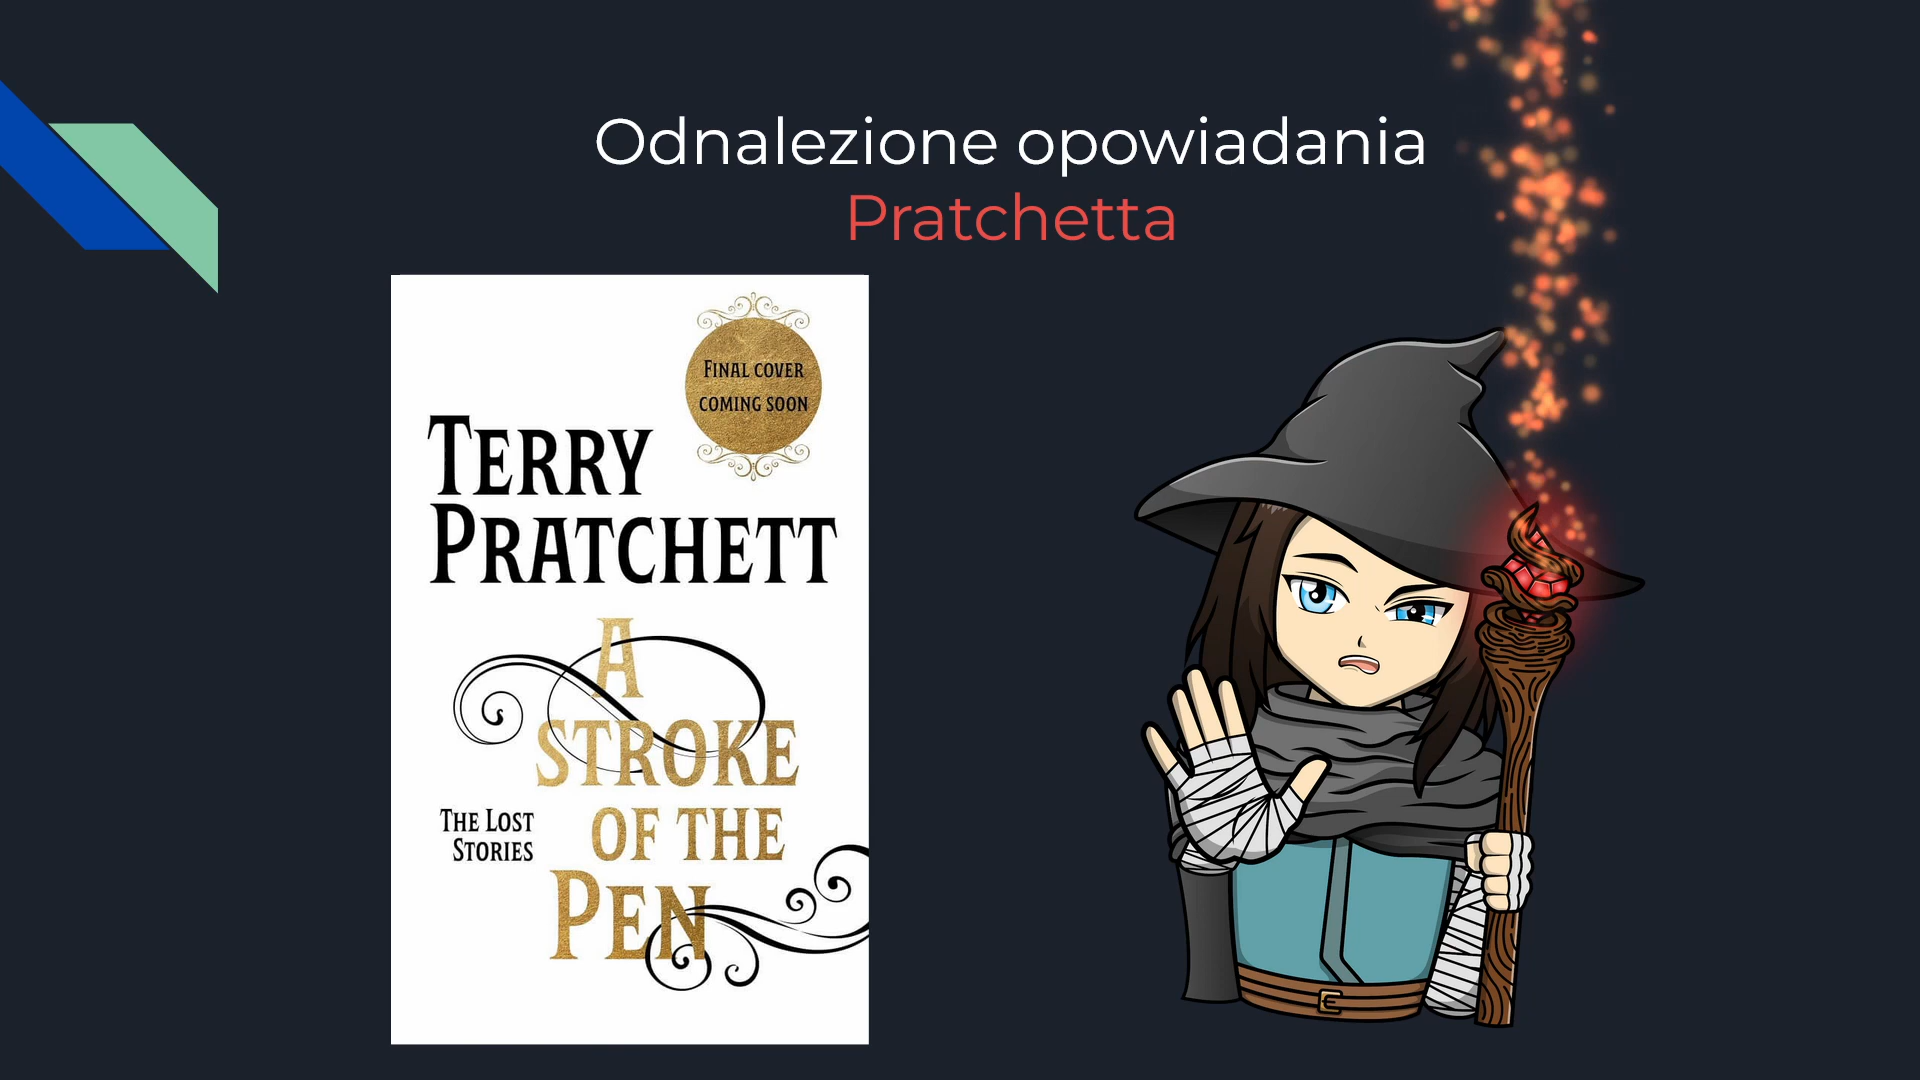 Odnalezione opowiadania
Pratchetta
FINAL COVER
COMING SOON
TERRY
PRATCHETT
A
STROKE
OF THE
PEN
THE LOST
STORIES